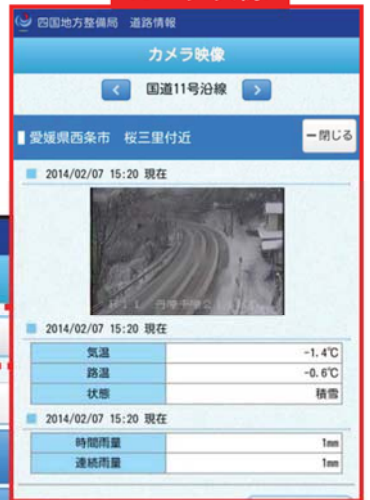 四国地方整備局 道路情報
カメラ映像
国道11号沿線
愛媛県西条市 桜三里付近
ー閉じる
2014/02/07 15:20 現在
2014/02/07 15:20 現在
気温 -1.4℃
路温 -0.6℃
状態 積雪
2014/02/07 15:20 現在
時間雨量 1mm
連続雨量 1mm